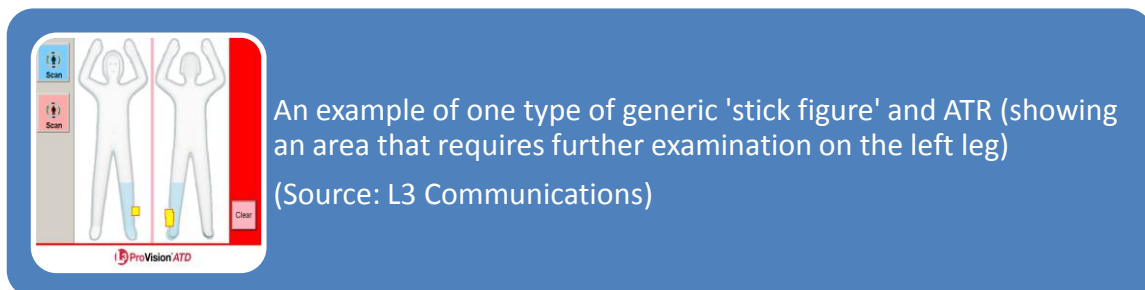 Scan
Scan
Clear
L3 ProVision ATD
An example of one type of generic 'stick figure' and ATR (showing
an area that requires further examination on the left leg)
(Source: L3 Communications)